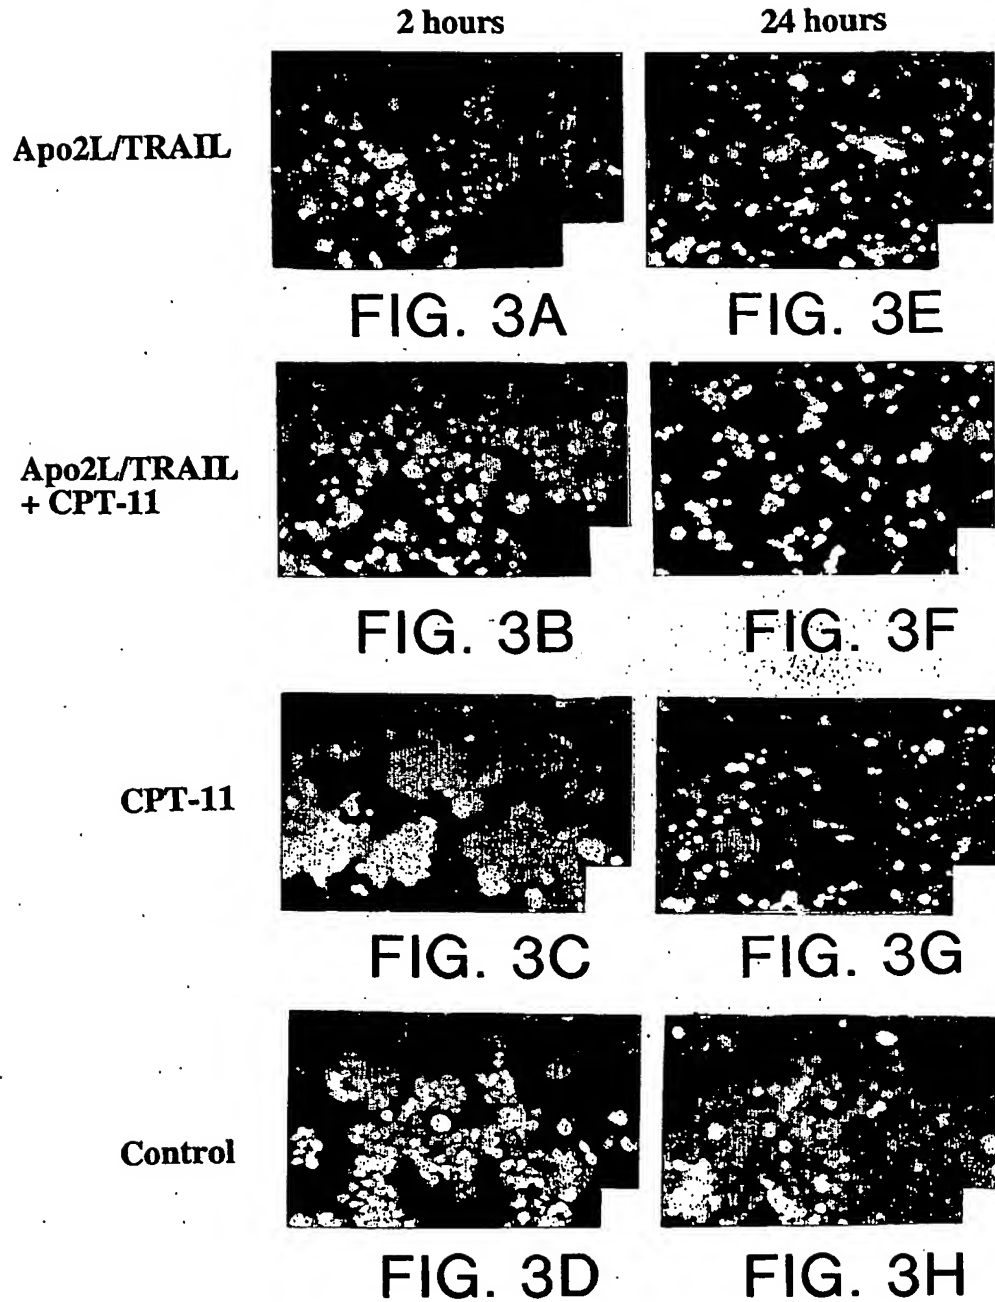 2 hours
24 hours
Apo2L/TRAIL
FIG. 3A
FIG. 3E
Apo2L/TRAIL
+ CPT-11
FIG. 3B
FIG. 3F
CPT-11
FIG. 3C
FIG. 3G
Control
FIG. 3D
FIG. 3H